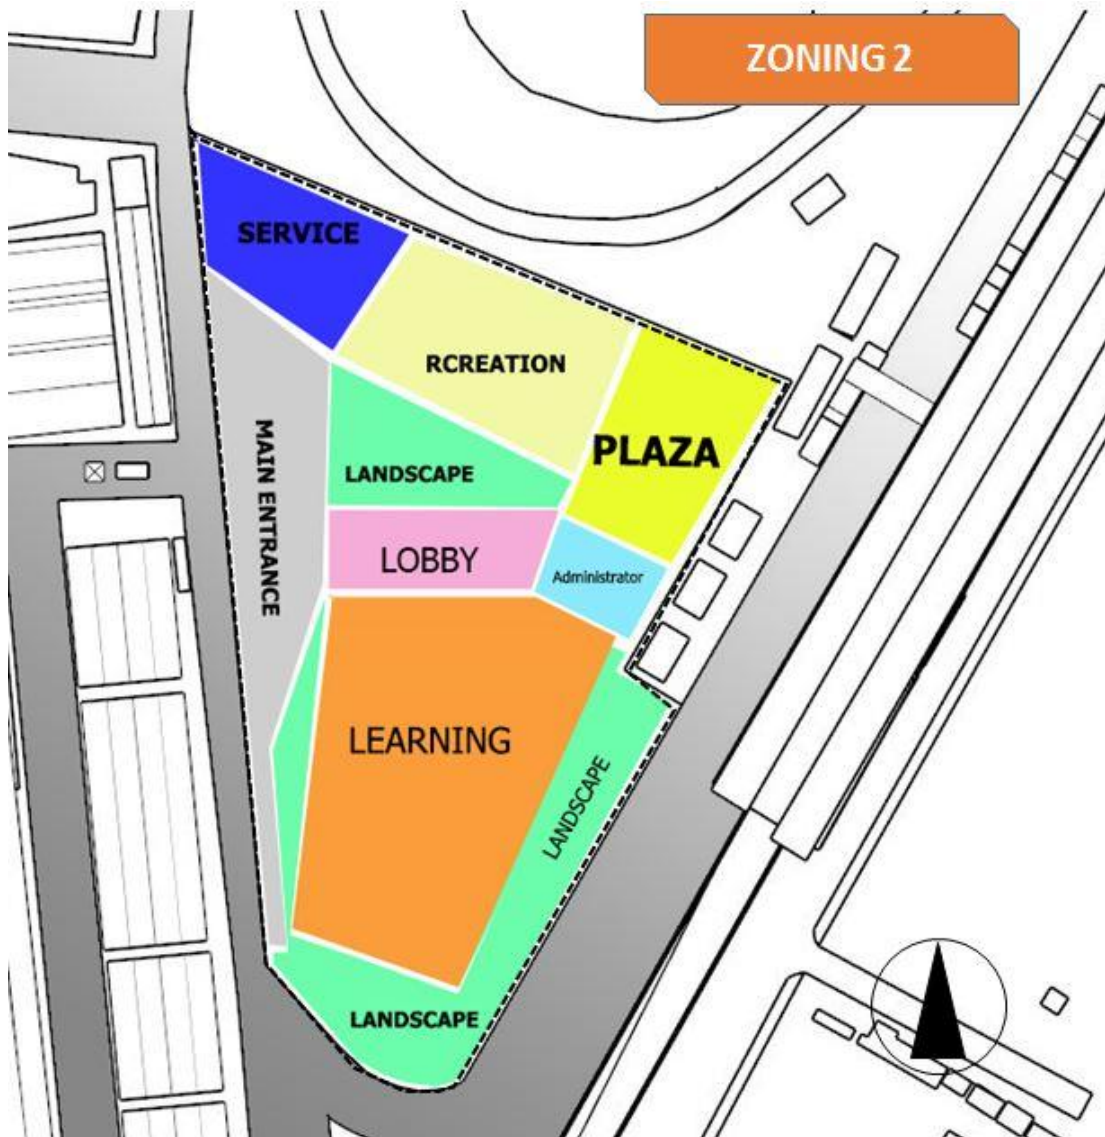 ZONING 2
SERVICE
RCREATION
PLAZA
MAIN ENTRANCE
LANDSCAPE
LOBBY
Administrator
LEARNING
LANDSCAPE
LANDSCAPE